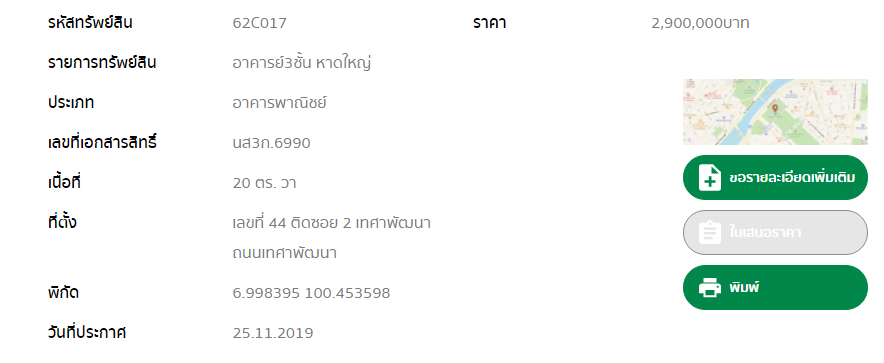 รหัสทรัพย์สิน 62C017 ราคา 2,900,000บาท
รายการทรัพย์สิน อาคารย์3ชั้น หาดใหญ่
ประเภท อาคารพาณิชย์
เลขที่เอกสารสิทธิ์ นส3ก.6990
ขอรายละเอียดเพิ่มเติม
เนื้อที่ 20 ตร. วา
ที่ตั้ง เลขที่ 44 ติดซอย 2 เทศาพัฒนา
ใบเสนอราคา
ถนนเทศาพัฒนา
พิกัด 6.998395 100.453598
พิมพ์
วันที่ประกาศ 25.11.2019